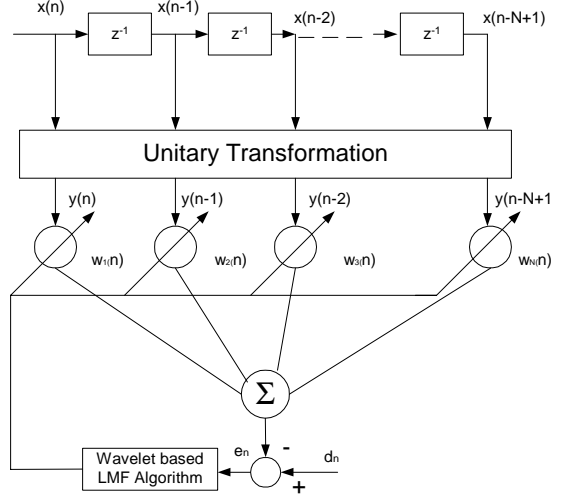 x(n) x(n-1) x(n-2) x(n-N+1)
z-1 z-1 z-1
Unitary Transformation
y(n) y(n-1) y(n-2) y(n-N+1
w1(n) w2(n) w3(n) wN(n)
Σ
en - dn
+
Wavelet based
LMF Algorithm